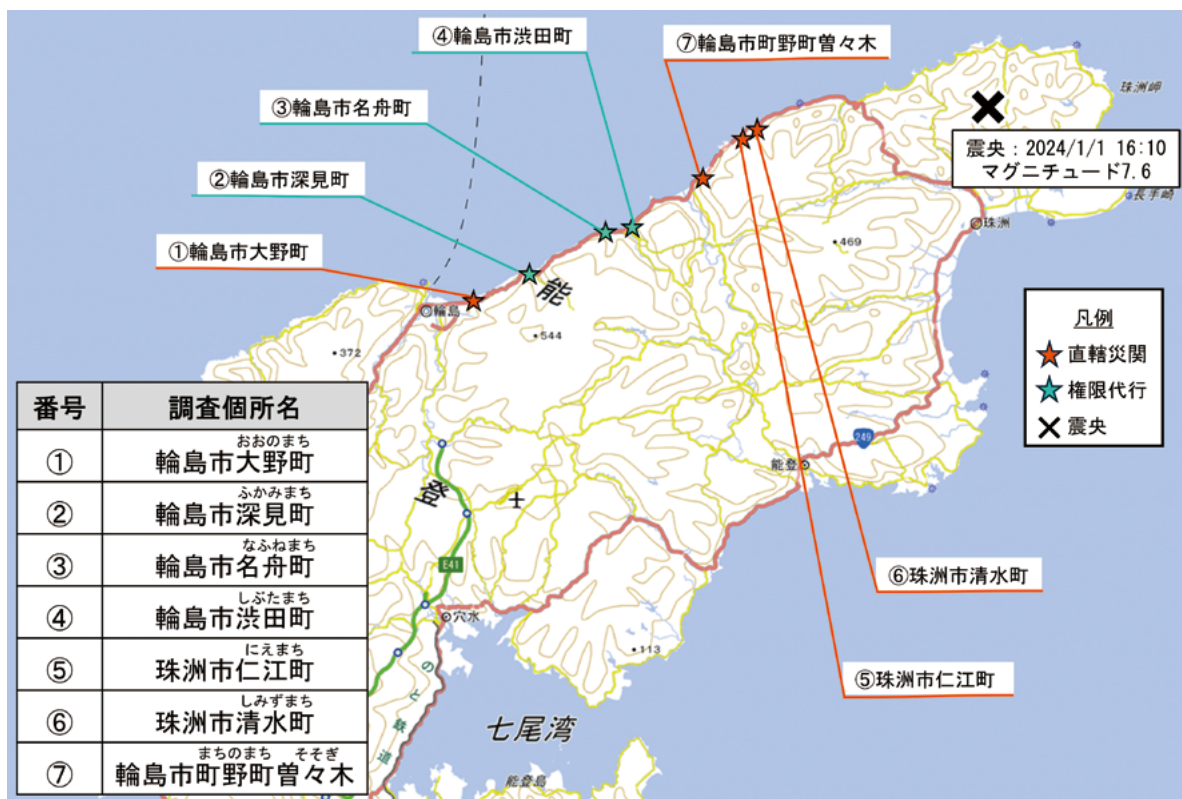 ④輪島市渋田町
⑦輪島市町野町曽々木
③輪島市名舟町
②輪島市深見町
①輪島市大野町
珠洲岬
震央：2024/1/1 16:10
マグニチュード7.6
長手崎
珠洲
469
能
輪島
544
372
凡例
直轄災関
権限代行
震央
249
能登
登
E41
⑥珠洲市清水町
穴水
113
⑤珠洲市仁江町
のと鉄道
七尾湾
能登島
番号 調査個所名
おおのまち
① 輪島市大野町
ふかみまち
② 輪島市深見町
なふねまち
③ 輪島市名舟町
しぶたまち
④ 輪島市渋田町
にえまち
⑤ 珠洲市仁江町
しみずまち
⑥ 珠洲市清水町
まちのまち そそぎ
⑦ 輪島市町野町曽々木